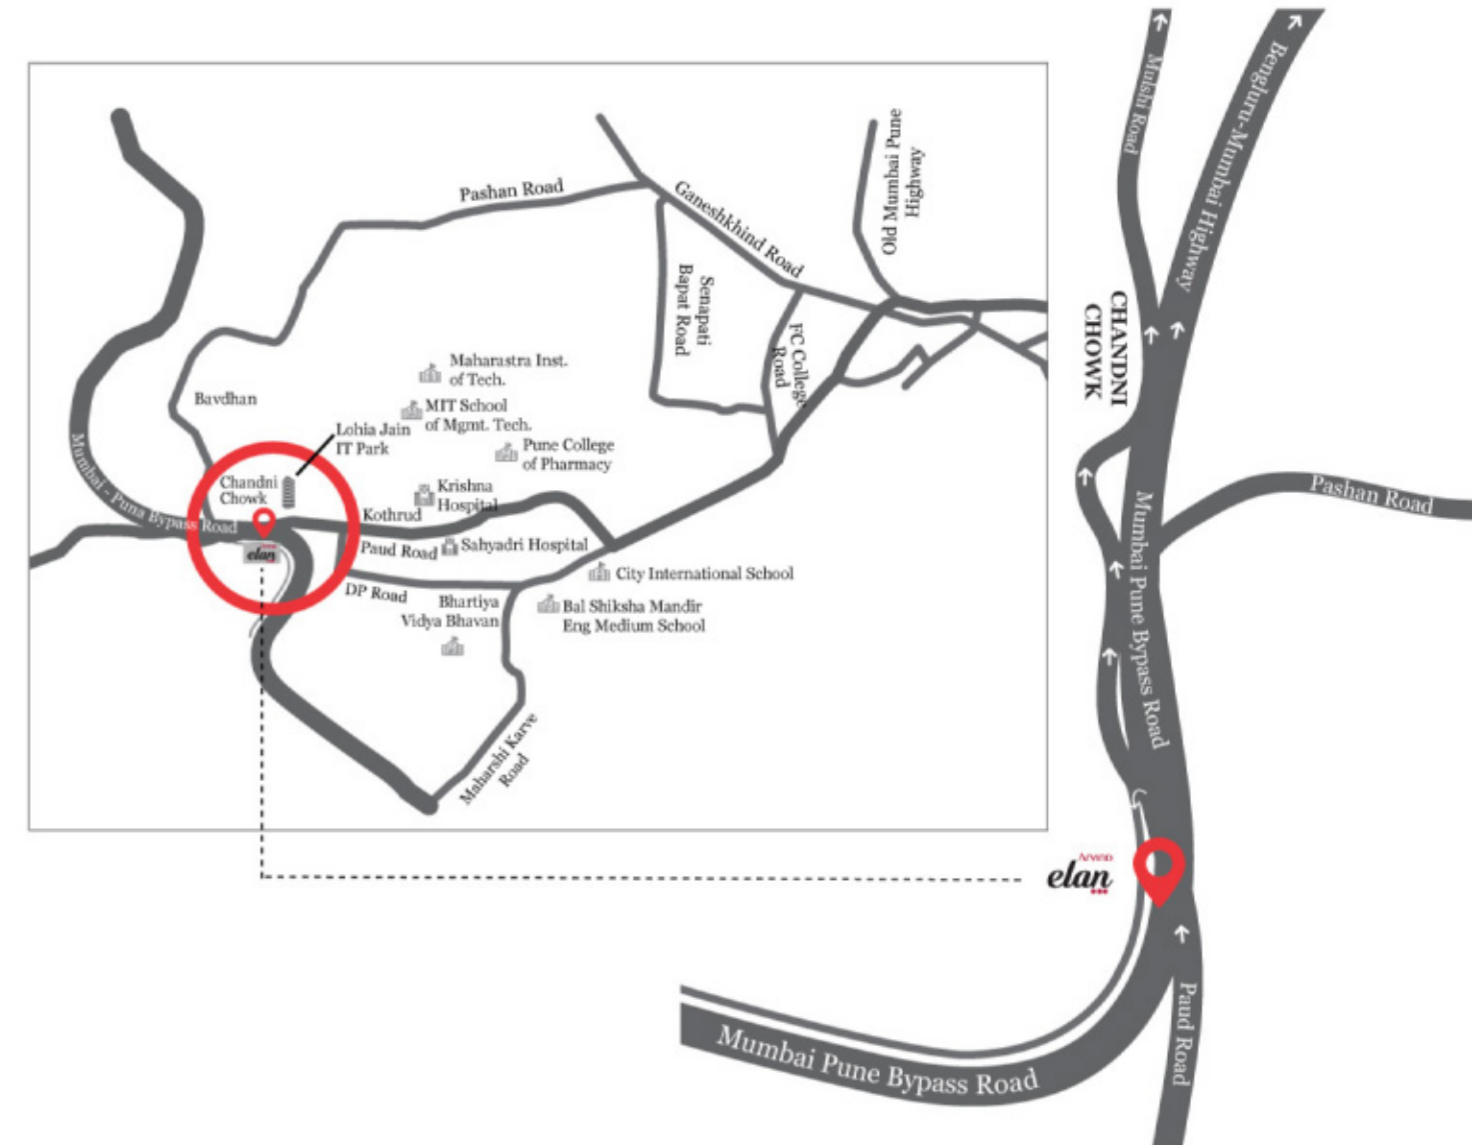 Mulshi Road
Bengluru-Mumbai Highway
Old Mumbai Pune
Highway
Pashan Road
Ganeshkhind Road
Senapati
Bapat Road
FC College
Road
CHANDNI
CHOWK
Maharastra Inst.
of Tech.
Bavdhan
MIT School
of Mgmt. Tech.
Lohia Jain
IT Park
Pune College
of Pharmacy
Mumbai - Puna Bypass Road
Chandni
Chowk
Krishna
Hospital
Pashan Road
Kothrud
Paud Road
Sahyadri Hospital
elan
City International School
DP Road
Bhartiya
Vidya Bhavan
Bal Shiksha Mandir
Eng Medium School
Mumbai Pune Bypass Road
Maharshi Karve
Road
Arvind
elan
Paud Road
Mumbai Pune Bypass Road